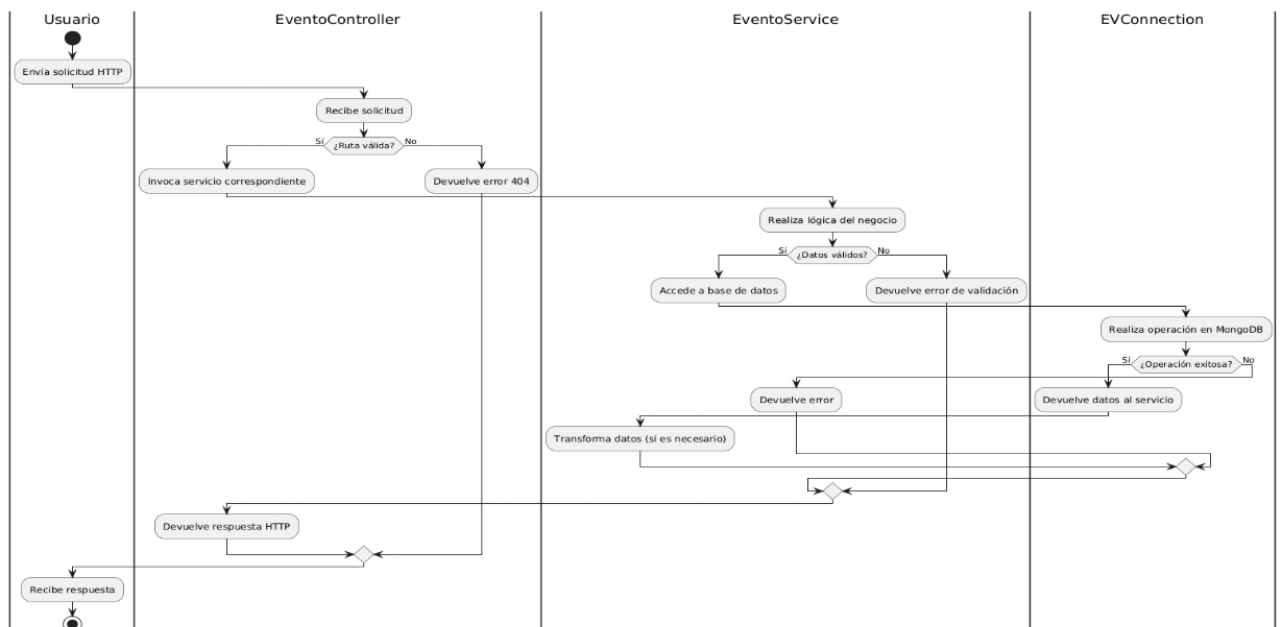 Usuario
EventoController
EventoService
EVConnection
Envía solicitud HTTP
Recibe solicitud
Sí
¿Ruta válida?
No
Invoca servicio correspondiente
Devuelve error 404
Realiza lógica del negocio
Sí
¿Datos válidos?
No
Accede a base de datos
Devuelve error de validación
Realiza operación en MongoDB
Sí
¿Operación exitosa?
No
Devuelve error
Devuelve datos al servicio
Transforma datos (si es necesario)
Devuelve respuesta HTTP
Recibe respuesta